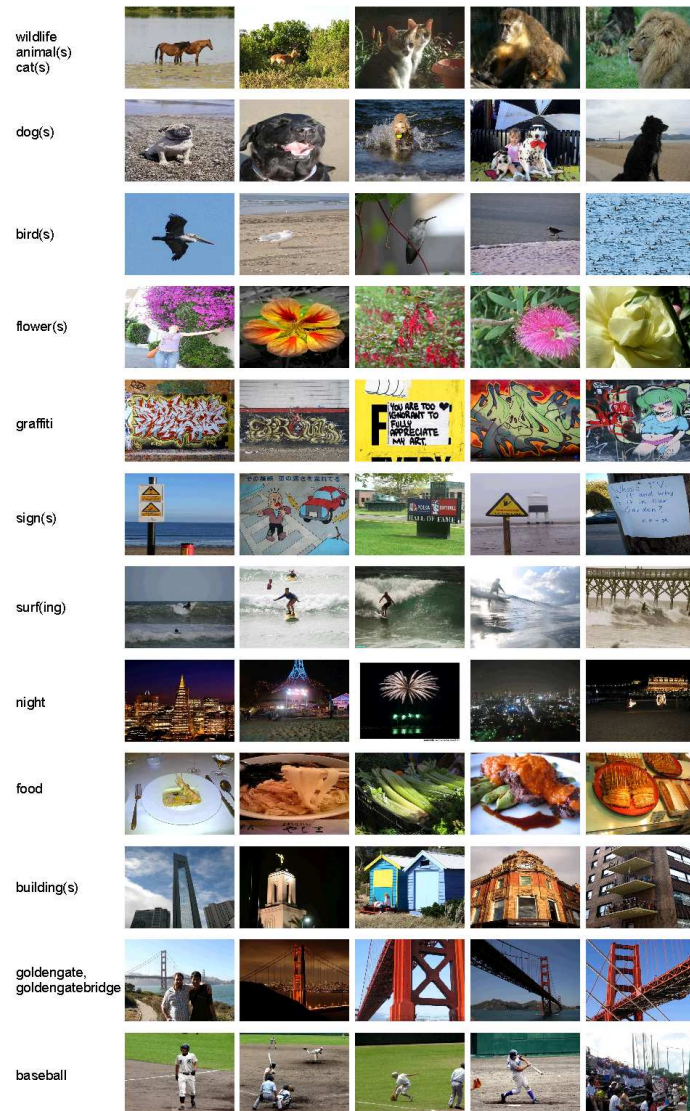 wildlife
animal(s)
cat(s)
dog(s)
bird(s)
flower(s)
graffiti
YOU ARE TOO
IGNORANT TO
FULLY
APPRECIATE
MY ART.
sign(s)
HALL OF FAME
surf(ing)
night
food
building(s)
goldengate,
goldengatebridge
baseball